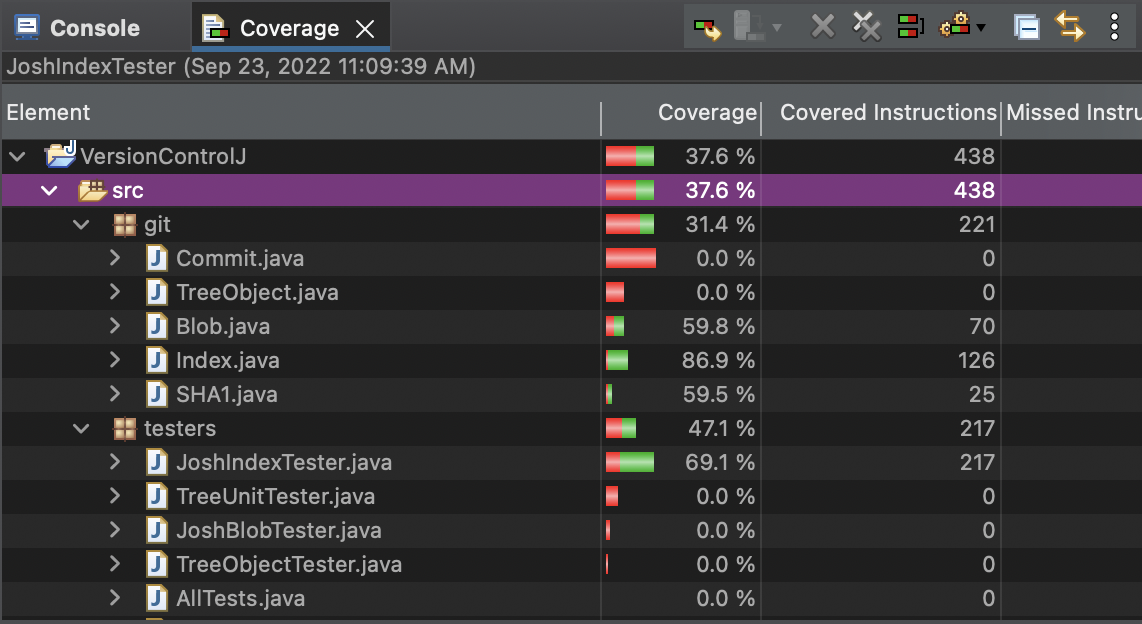 Console Coverage
JoshIndexTester (Sep 23, 2022 11:09:39 AM)
Element Coverage Covered Instructions Missed Instru
VersionControlJ 37.6 % 438
src 37.6 % 438
git 31.4 % 221
Commit.java 0.0 % 0
TreeObject.java 0.0 % 0
Blob.java 59.8 % 70
Index.java 86.9 % 126
SHA1.java 59.5 % 25
testers 47.1 % 217
JoshIndexTester.java 69.1 % 217
TreeUnitTester.java 0.0 % 0
JoshBlobTester.java 0.0 % 0
TreeObjectTester.java 0.0 % 0
AllTests.java 0.0 % 0